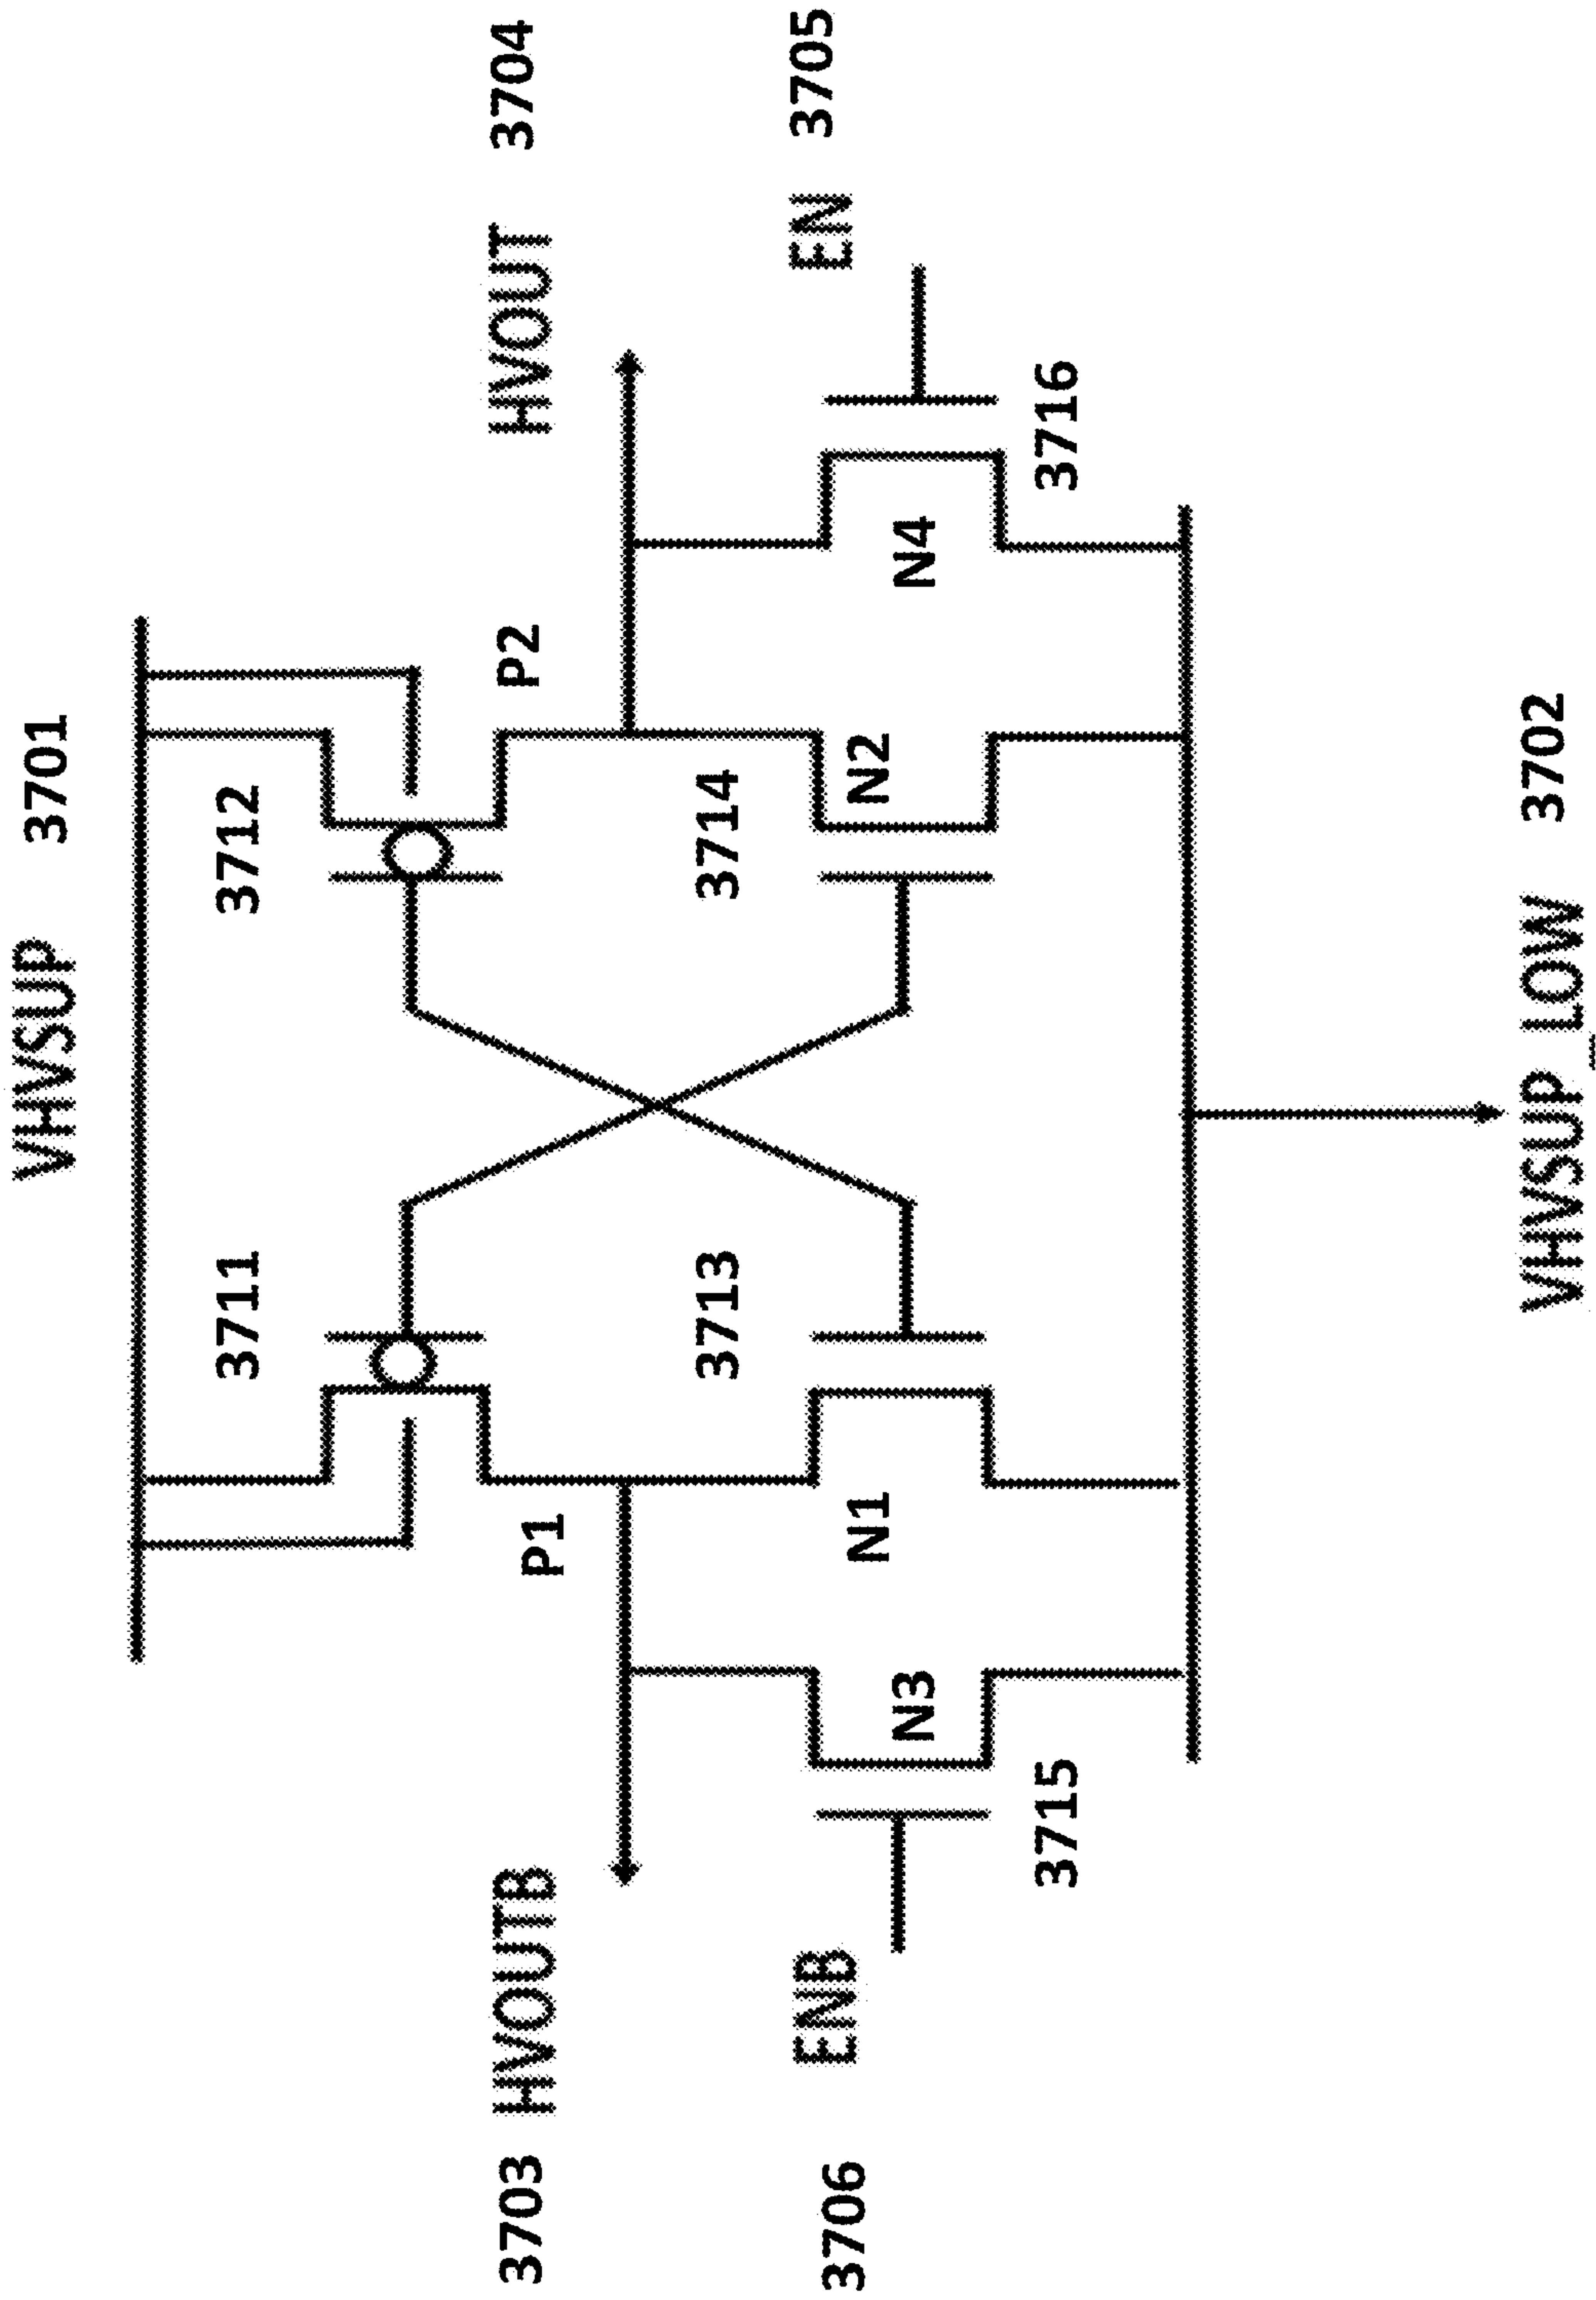 VHVSUP 3701
3711 3712
3703 HVOUTB P1 P2 HVOUT 3704
3713 3714
3706 ENB N1 N2 EN 3705
N3 N4
3715 3716
VHVSUP_LOW 3702